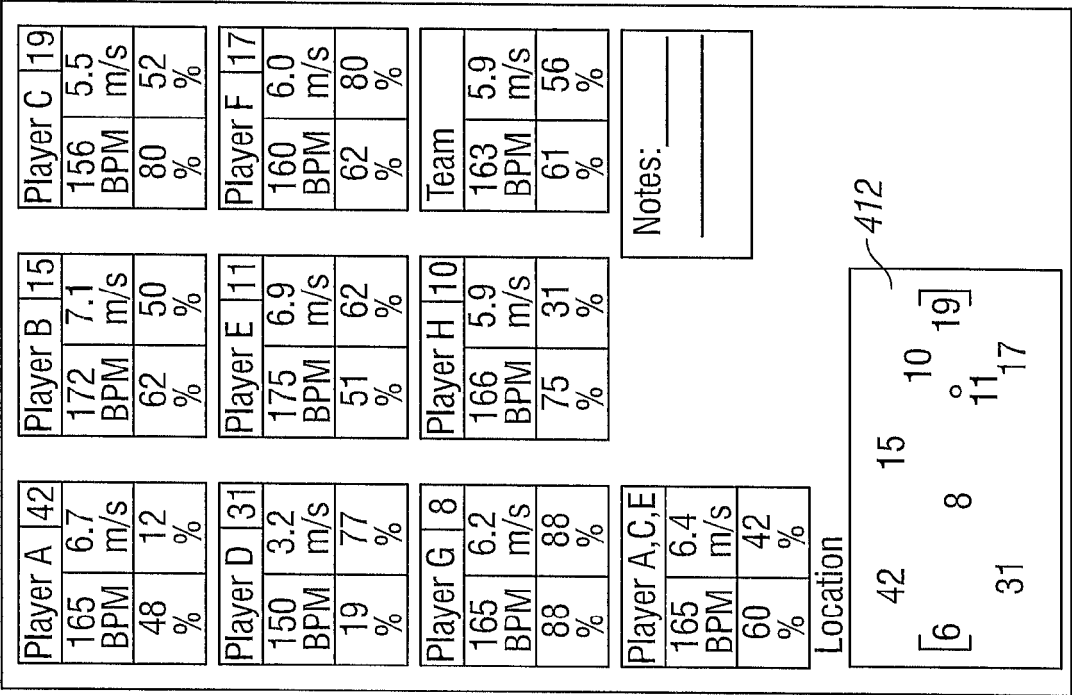 Player A 42
165 BPM 6.7 m/s
48 % 12 %
Player B 15
172 BPM 7.1 m/s
62 % 50 %
Player C 19
156 BPM 5.5 m/s
80 % 52 %
Player D 31
150 BPM 3.2 m/s
19 % 77 %
Player E 11
175 BPM 6.9 m/s
51 % 62 %
Player F 17
160 BPM 6.0 m/s
62 % 80 %
Player G 8
165 BPM 6.2 m/s
88 % 88 %
Player H 10
166 BPM 5.9 m/s
75 % 31 %
Team
163 BPM 5.9 m/s
61 % 56 %
Player A,C,E
165 BPM 6.4 m/s
60 % 42 %
Notes:
Location
412
42 15
10
6 19
8
11
31 17